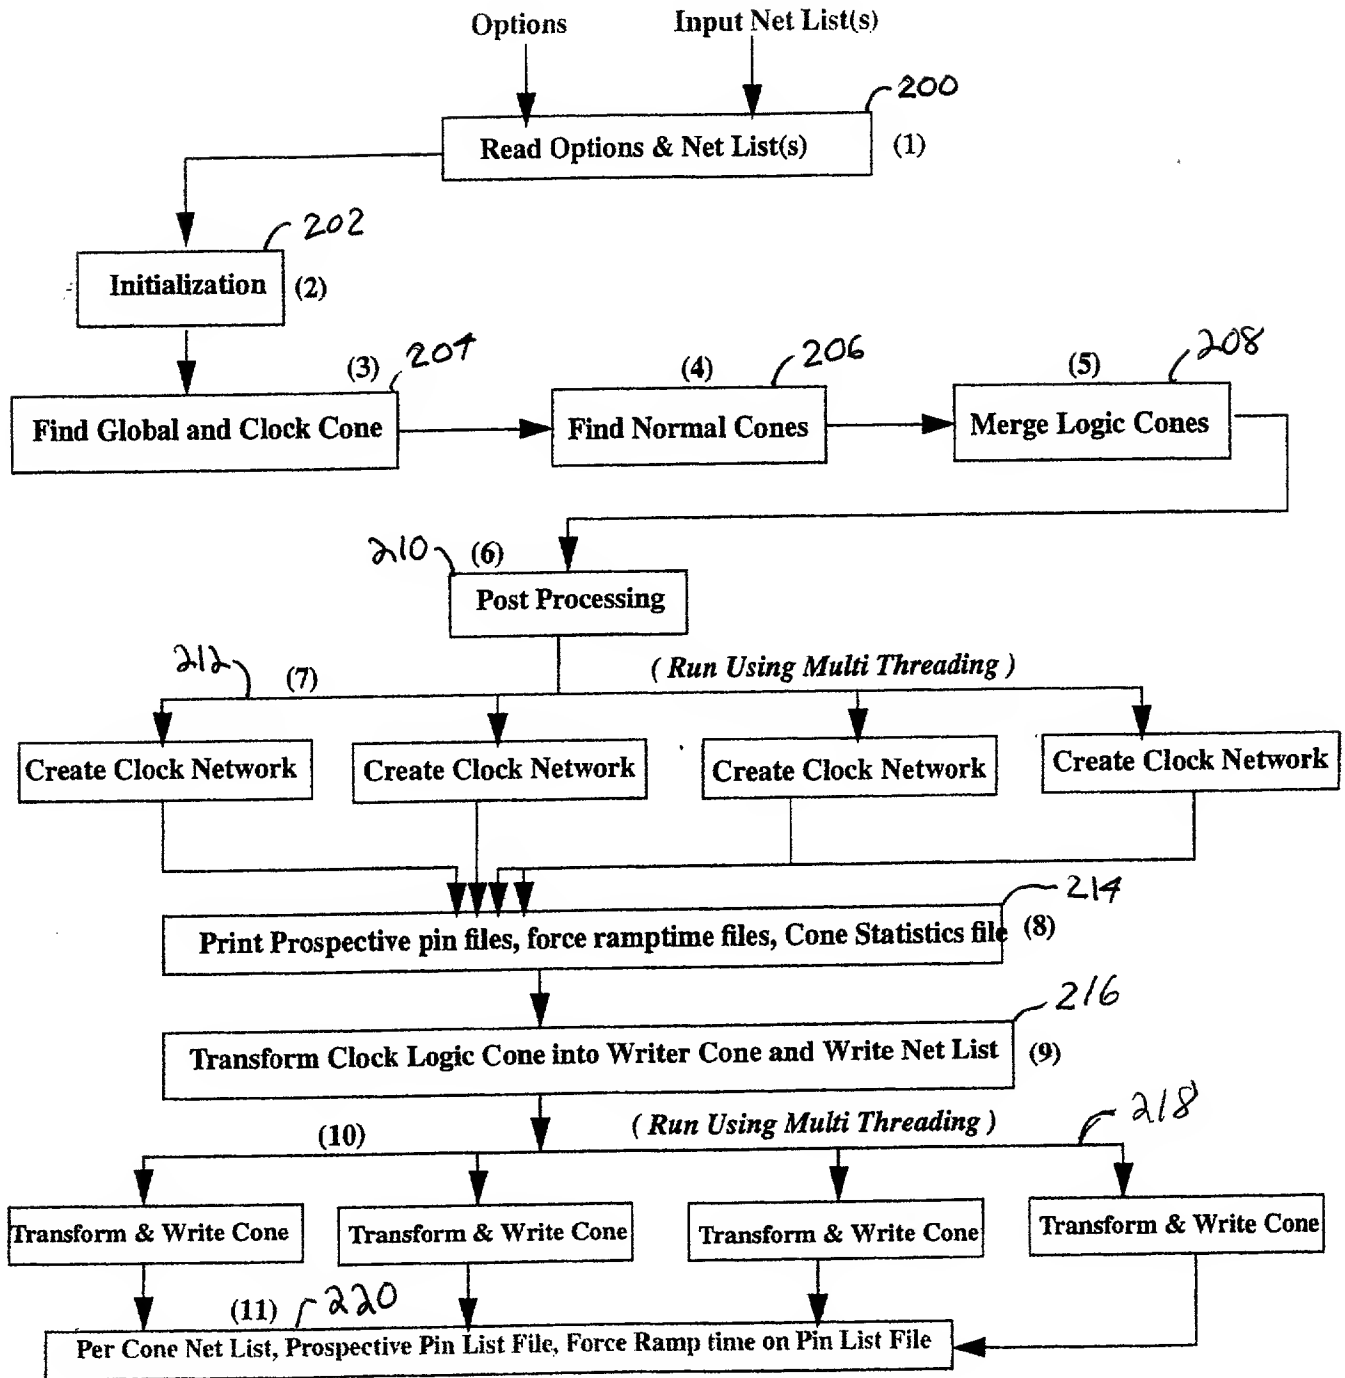 Options
Input Net List(s)
200
Read Options & Net List(s)
(1)
202
Initialization
(2)
(3)
204
(4)
206
(5)
208
Find Global and Clock Cone
Find Normal Cones
Merge Logic Cones
210
(6)
Post Processing
212
(7)
( Run Using Multi Threading )
Create Clock Network
Create Clock Network
Create Clock Network
Create Clock Network
214
Print Prospective pin files, force ramptime files, Cone Statistics file
(8)
216
Transform Clock Logic Cone into Writer Cone and Write Net List
(9)
(10)
( Run Using Multi Threading )
218
Transform & Write Cone
Transform & Write Cone
Transform & Write Cone
Transform & Write Cone
(11)
220
Per Cone Net List, Prospective Pin List File, Force Ramp time on Pin List File